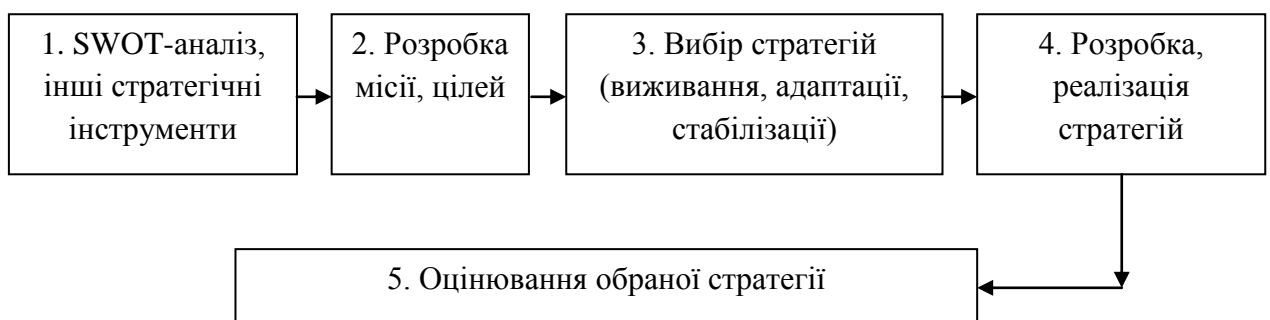 1. SWOT-аналіз,
інші стратегічні
інструменти
2. Розробка
місії, цілей
3. Вибір стратегій
(виживання, адаптації,
стабілізації)
4. Розробка,
реалізація
стратегій
5. Оцінювання обраної стратегії